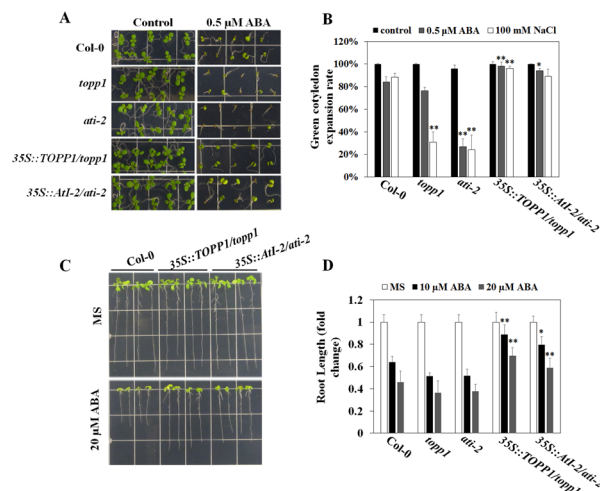 A
Control
0.5 μM ABA
Col-0
topp1
ati-2
35S::TOPP1/topp1
35S::AtI-2/ati-2
B
control
0.5 μM ABA
100 mM NaCl
Green cotyledon
expansion rate
120%
100%
80%
60%
40%
20%
0%
**
**
**
**
**
*
Col-0
topp1
ati-2
35S::TOPP1/topp1
35S::AtI-2/ati-2
C
Col-0
35S::TOPP1/topp1
35S::AtI-2/ati-2
MS
20 μM ABA
D
MS
10 μM ABA
20 μM ABA
Root Length (fold
change)
1.2
1
0.8
0.6
0.4
0.2
0
**
**
*
**
Col-0
topp1
ati-2
35S::TOPP1/topp1
35S::AtI-2/ati-2